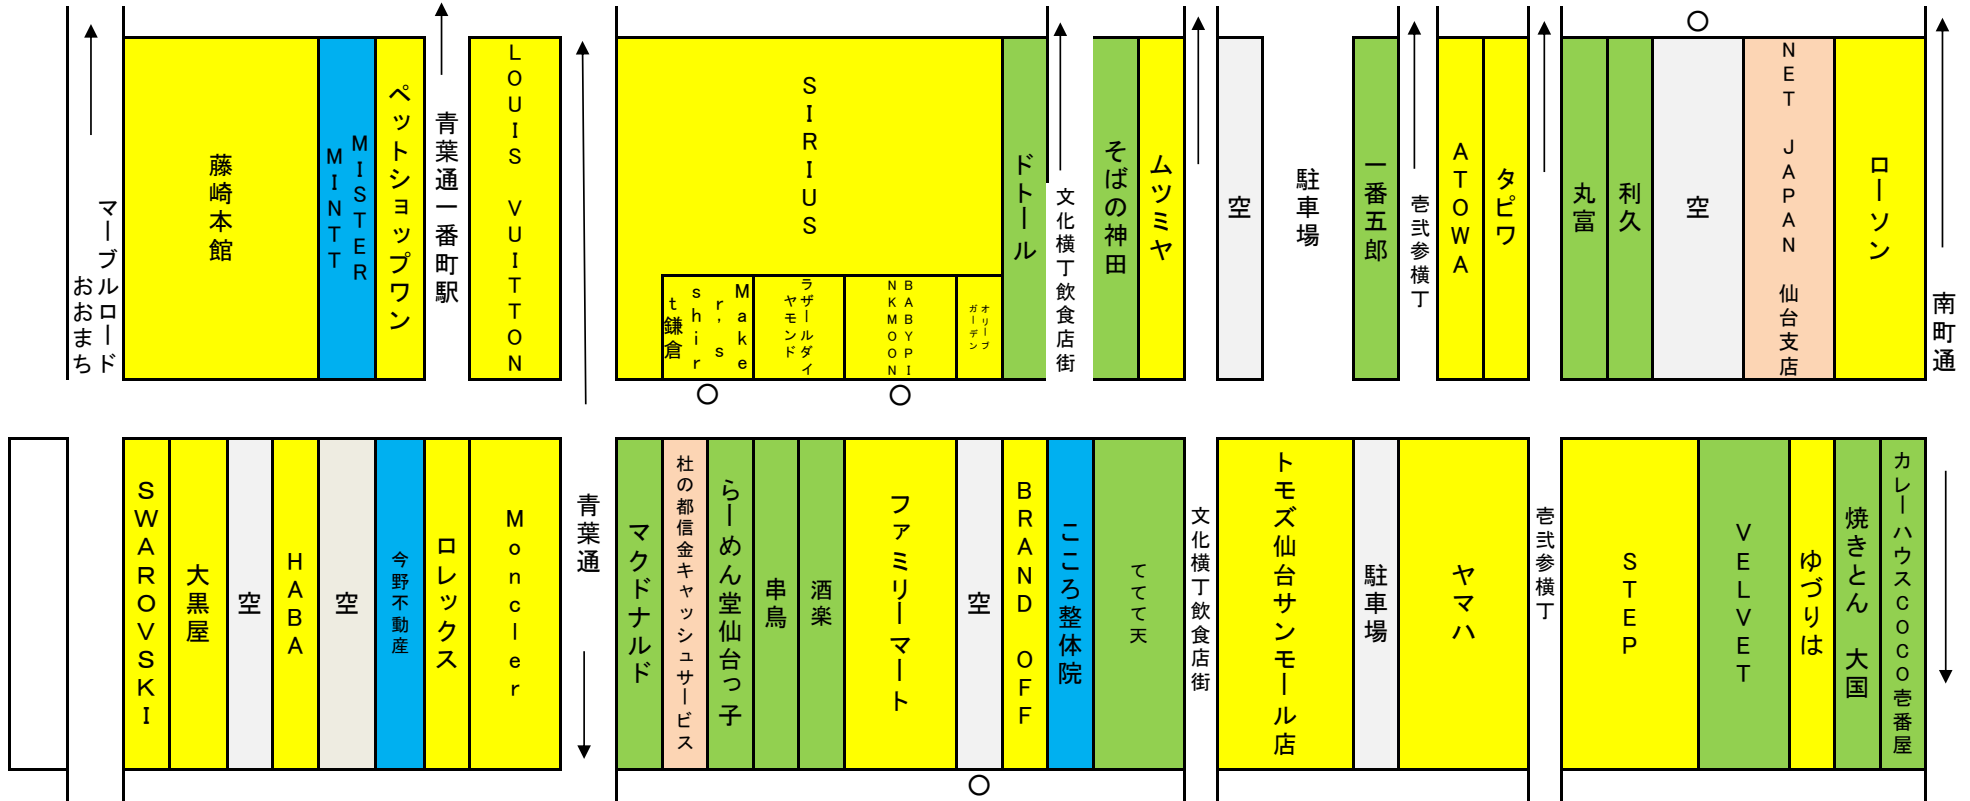 マーブルロード
おおまち
藤崎本館
MISTER
MINTT
ペットショップワン
青葉通一番町駅
LOUIS VUITTON
SIRIUS
Make
r's
shir
t鎌倉
ラザールダイ
ヤモンド
BABYPI
NKMOON
オリーブ
ガーデン
ドトール
文化横丁飲食店街
そばの神田
ムツミヤ
空
駐車場
一番五郎
壱弐参横丁
ATOWA
タピワ
丸富
利久
空
NET JAPAN 仙台支店
ローソン
南町通
SWAROVSKI
大黒屋
空
HABA
空
今野不動産
ロレックス
Moncler
青葉通
マクドナルド
杜の都信金キャッシュサービス
らーめん堂仙台っ子
串鳥
酒楽
ファミリーマート
空
BRAND OFF
こころ整体院
ててて天
文化横丁飲食店街
トモズ仙台サンモール店
駐車場
ヤマハ
壱弐参横丁
STEP
VELVET
ゆづりは
焼きとん 大国
カレーハウスCOCO壱番屋